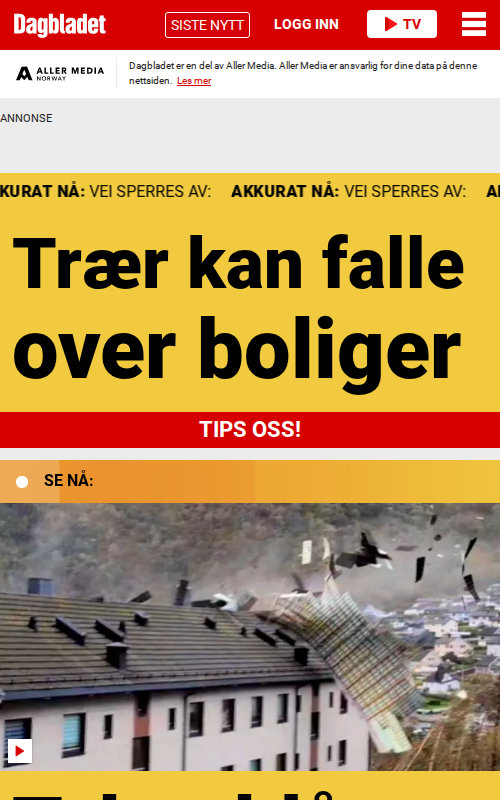 Dagbladet
SISTE NYTT
LOGG INN
TV
ALLER MEDIA
NORWAY
Dagbladet er en del av Aller Media. Aller Media er ansvarlig for dine data på denne
nettsiden. Les mer
ANNONSE
KURAT NÅ: VEI SPERRES AV: AKKURAT NÅ: VEI SPERRES AV:
Trær kan falle
over boliger
TIPS OSS!
SE NÅ: